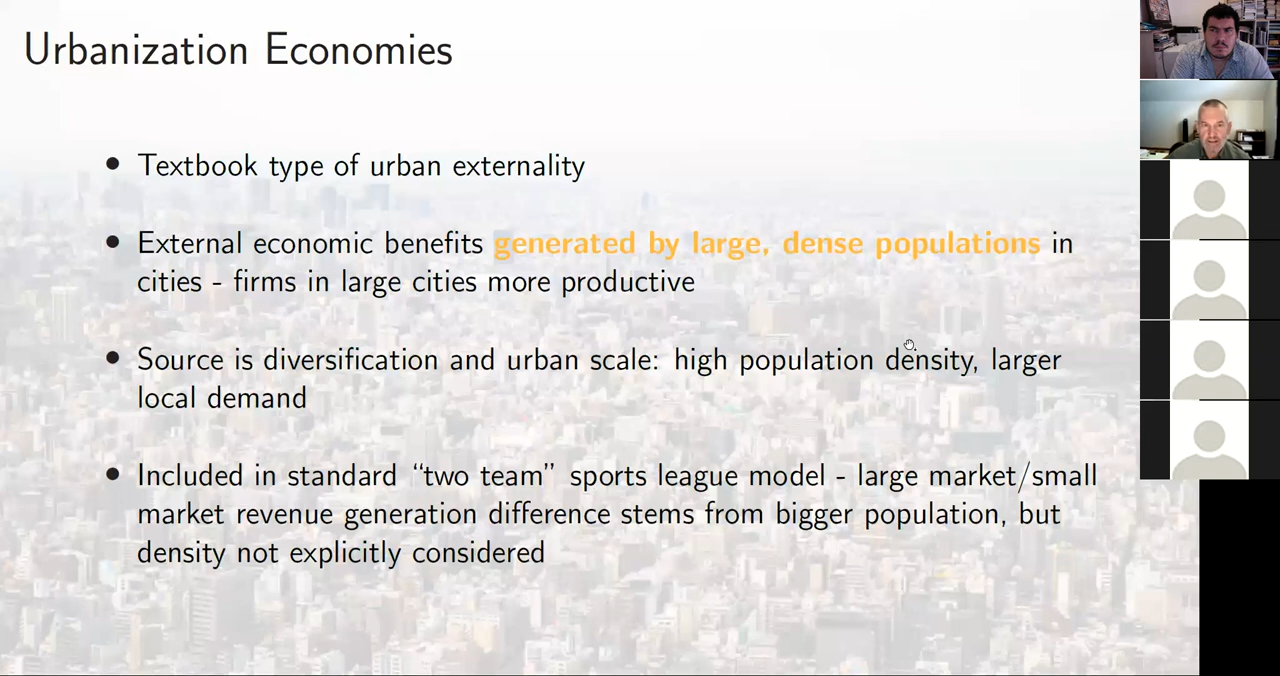 Urbanization Economies
• Textbook type of urban externality
• External economic benefits generated by large, dense populations in
cities - firms in large cities more productive
• Source is diversification and urban scale: high population density, larger
local demand
• Included in standard “two team” sports league model - large market/small
market revenue generation difference stems from bigger population, but
density not explicitly considered